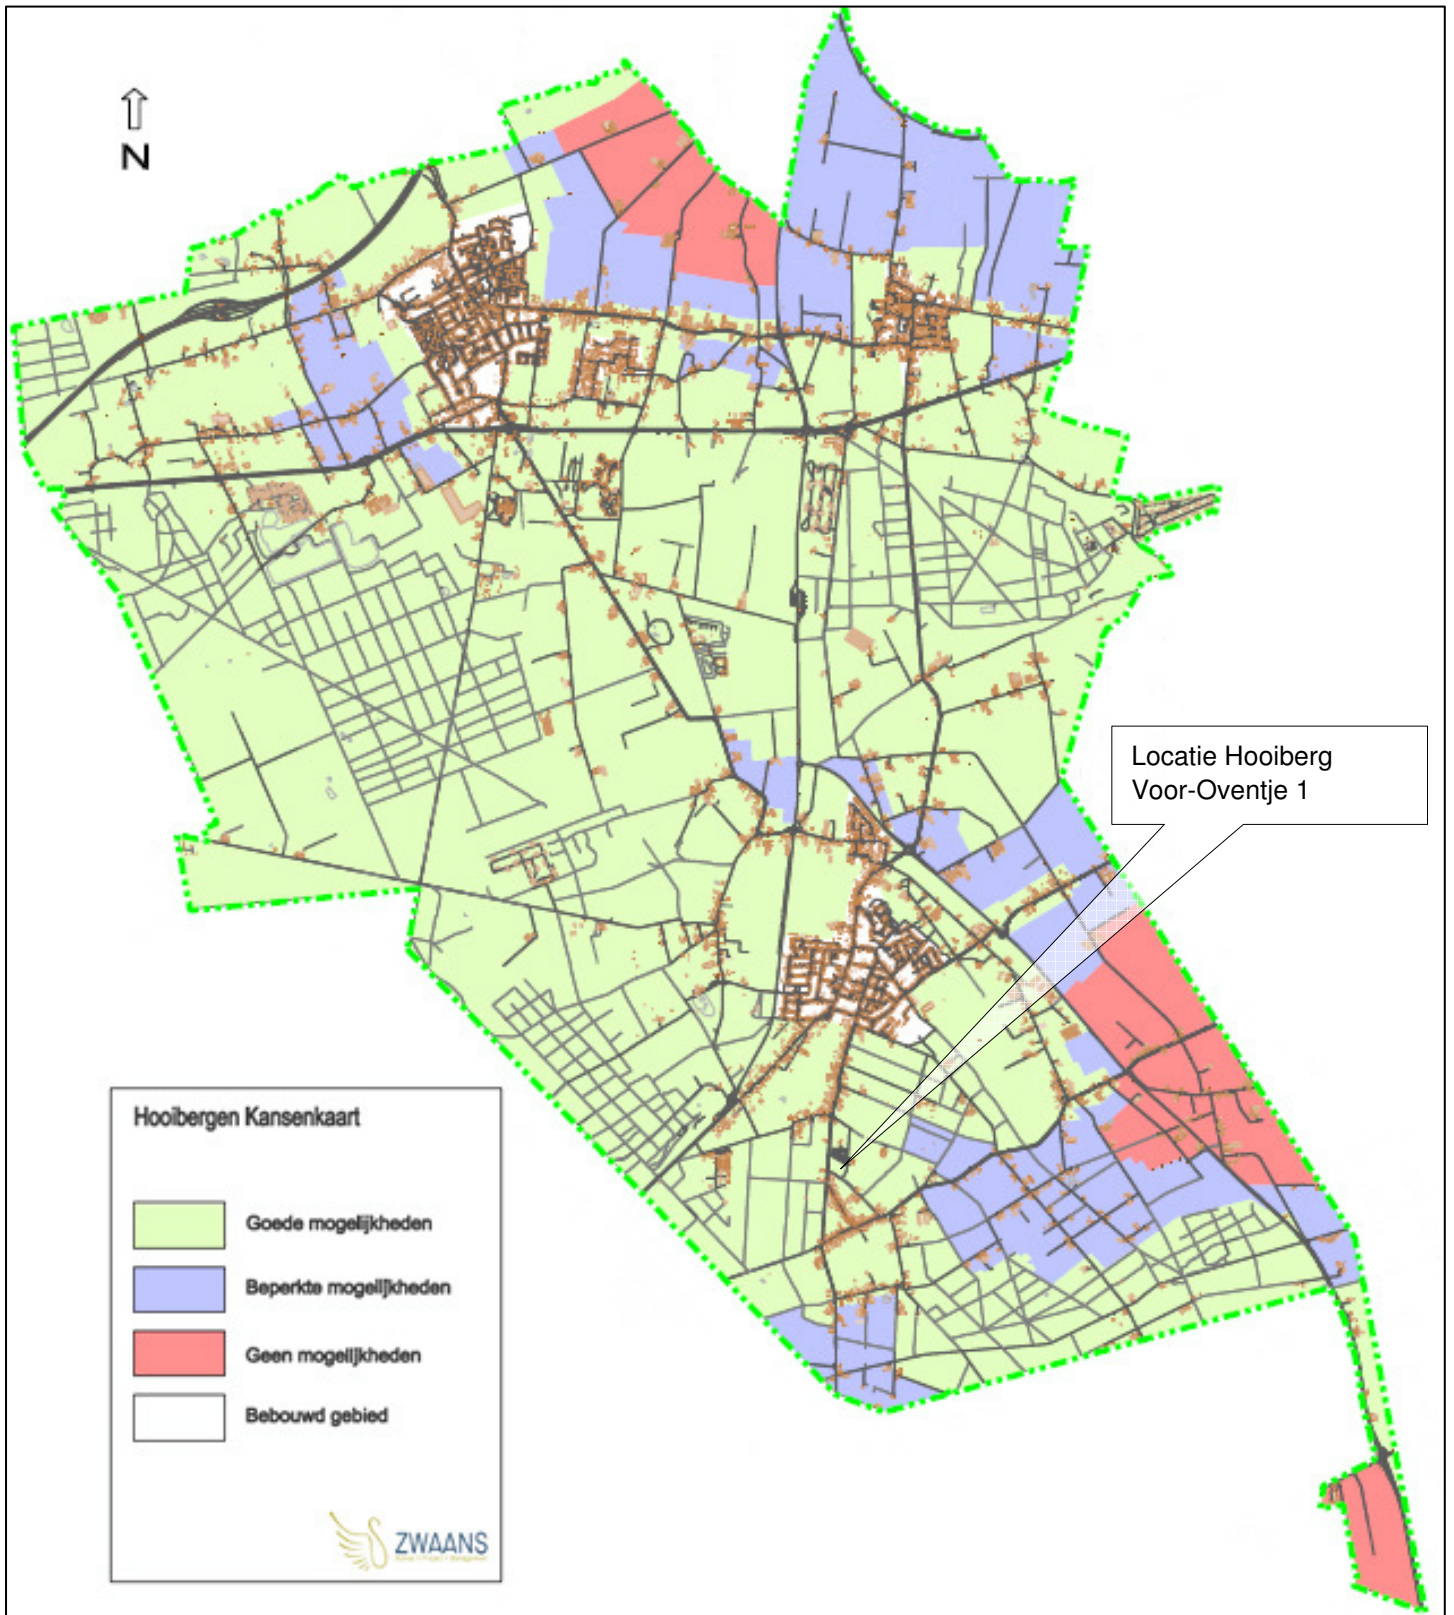 N
Locatie Hooiberg
Voor-Oventje 1
Hooibergen Kansenkaart
Goede mogelijkheden
Beperkte mogelijkheden
Geen mogelijkheden
Bebouwd gebied
ZWAANS